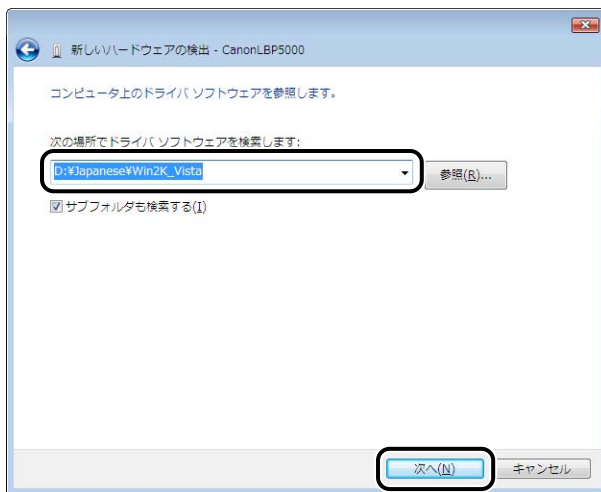 新しいハードウェアの検出 - CanonLBP5000
コンピュータ上のドライバ ソフトウェアを参照します。
次の場所でドライバ ソフトウェアを検索します:
D:¥Japanese¥Win2K_Vista
参照(R)...
サブフォルダも検索する(I)
次へ(N)
キャンセル